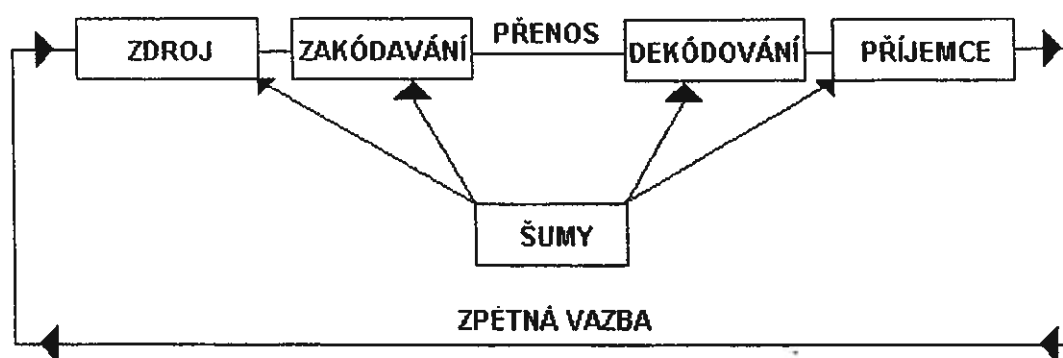 PŘENOS
ZDROJ ZAKÓDAVÁNÍ DEKÓDOVÁNÍ PŘÍJEMCE
ŠUMY
ZPĚTNÁ VAZBA